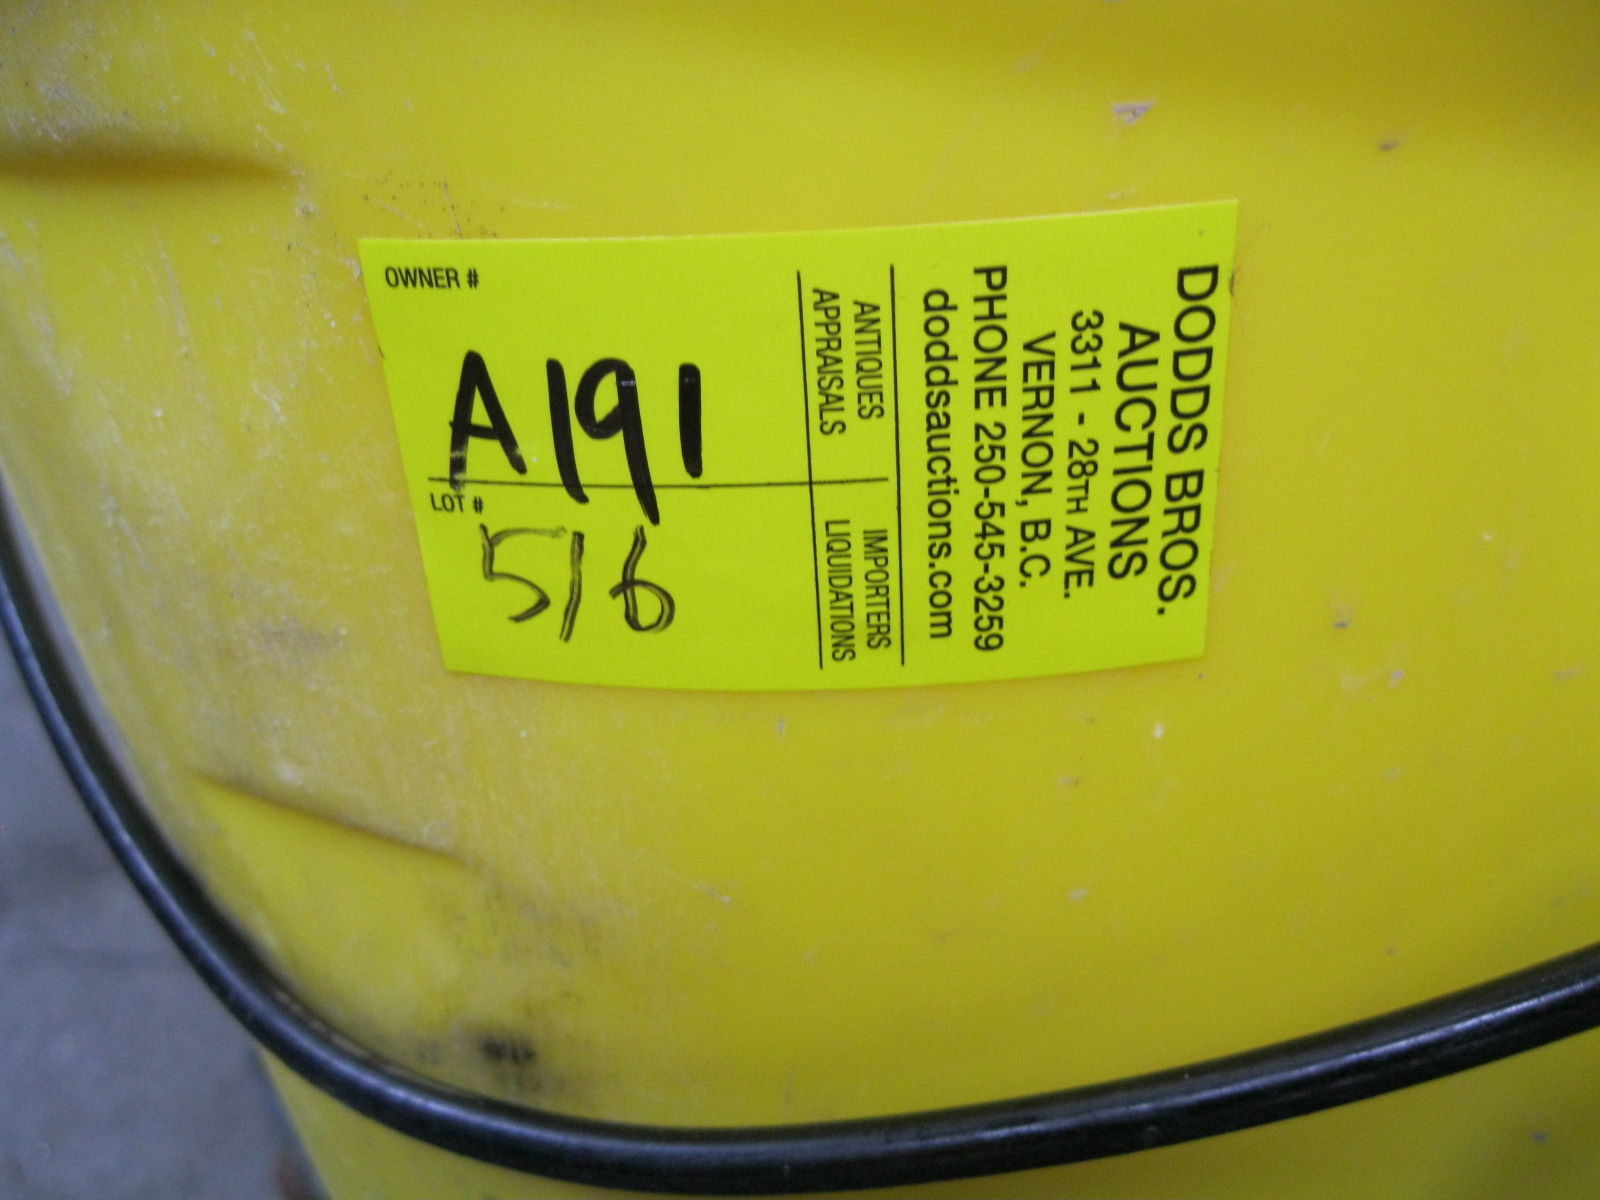 DODDS BROS.
AUCTIONS
3311 - 28TH AVE.
VERNON, B.C.
PHONE 250-545-3259
doddsauctions.com
ANTIQUES
APPRAISALS
IMPORTERS
LIQUIDATIONS
OWNER #
A191
LOT #
516